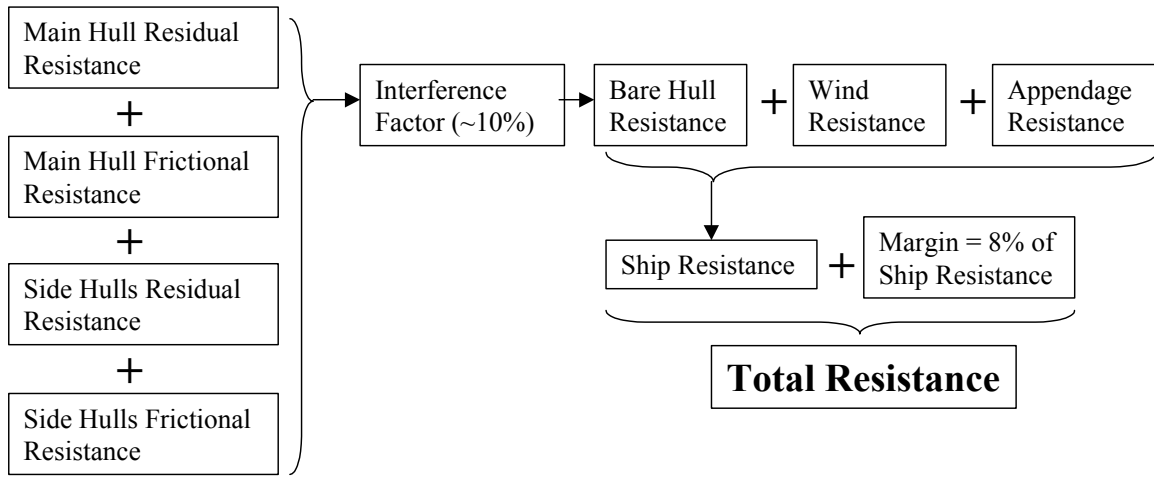 Main Hull Residual
Resistance
+
Main Hull Frictional
Resistance
+
Side Hulls Residual
Resistance
+
Side Hulls Frictional
Resistance
Interference
Factor (~10%)
Bare Hull
Resistance
+
Wind
Resistance
+
Appendage
Resistance
Ship Resistance
+
Margin = 8% of
Ship Resistance
Total Resistance